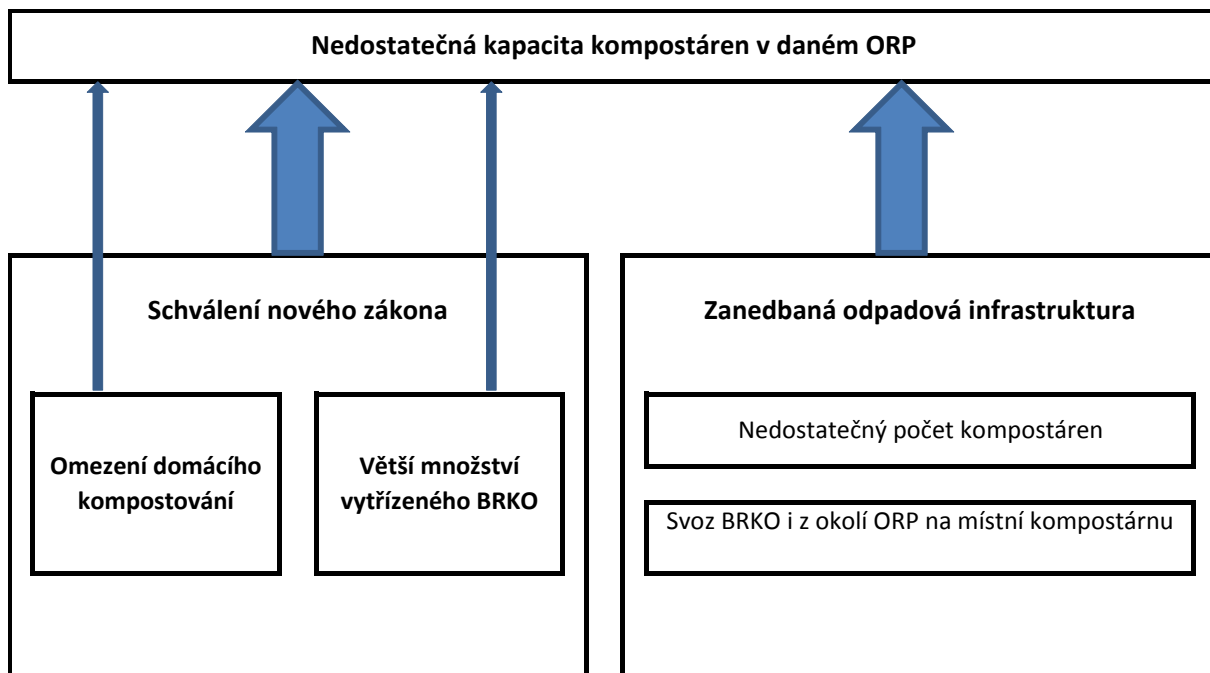 Nedostatečná kapacita kompostáren v daném ORP
Schválení nového zákona
Omezení domácího
kompostování
Větší množství
vytřízeného BRKO
Zanedbaná odpadová infrastruktura
Nedostatečný počet kompostáren
Svoz BRKO i z okolí ORP na místní kompostárnu